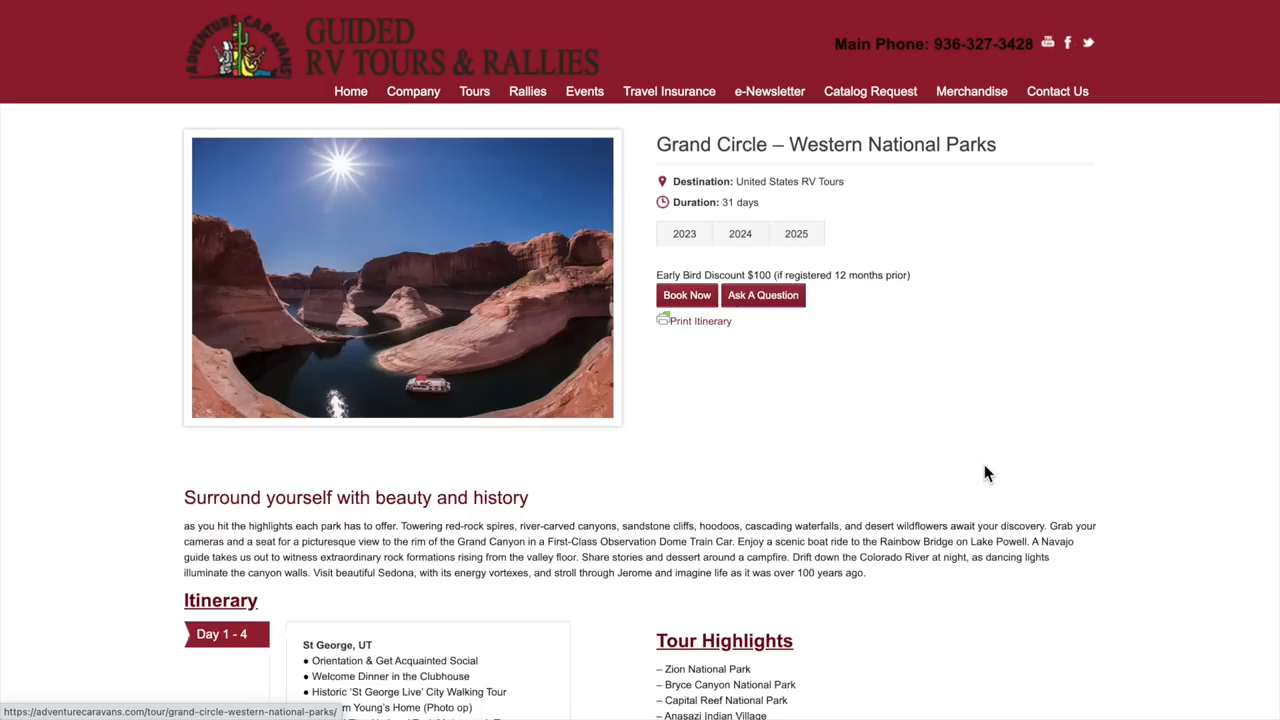 ADVENTURE CARAVANS
GUIDED
RV TOURS & RALLIES
Main Phone: 936-327-3428
Home Company Tours Rallies Events Travel Insurance e-Newsletter Catalog Request Merchandise Contact Us
Grand Circle – Western National Parks
Destination: United States RV Tours
Duration: 31 days
2023 2024 2025
Early Bird Discount $100 (if registered 12 months prior)
Book Now Ask A Question
Print Itinerary
Surround yourself with beauty and history
as you hit the highlights each park has to offer. Towering red-rock spires, river-carved canyons, sandstone cliffs, hoodoos, cascading waterfalls, and desert wildflowers await your discovery. Grab your
cameras and a seat for a picturesque view to the rim of the Grand Canyon in a First-Class Observation Dome Train Car. Enjoy a scenic boat ride to the Rainbow Bridge on Lake Powell. A Navajo
guide takes us out to witness extraordinary rock formations rising from the valley floor. Share stories and dessert around a campfire. Drift down the Colorado River at night, as dancing lights
illuminate the canyon walls. Visit beautiful Sedona, with its energy vortexes, and stroll through Jerome and imagine life as it was over 100 years ago.
Itinerary
Day 1 - 4
St George, UT
● Orientation & Get Acquainted Social
● Welcome Dinner in the Clubhouse
● Historic ‘St George Live’ City Walking Tour
m Young's Home (Photo op)
Tour Highlights
– Zion National Park
– Bryce Canyon National Park
– Capital Reef National Park
– Anasazi Indian Village
https://adventurecaravans.com/tour/grand-circle-western-national-parks/